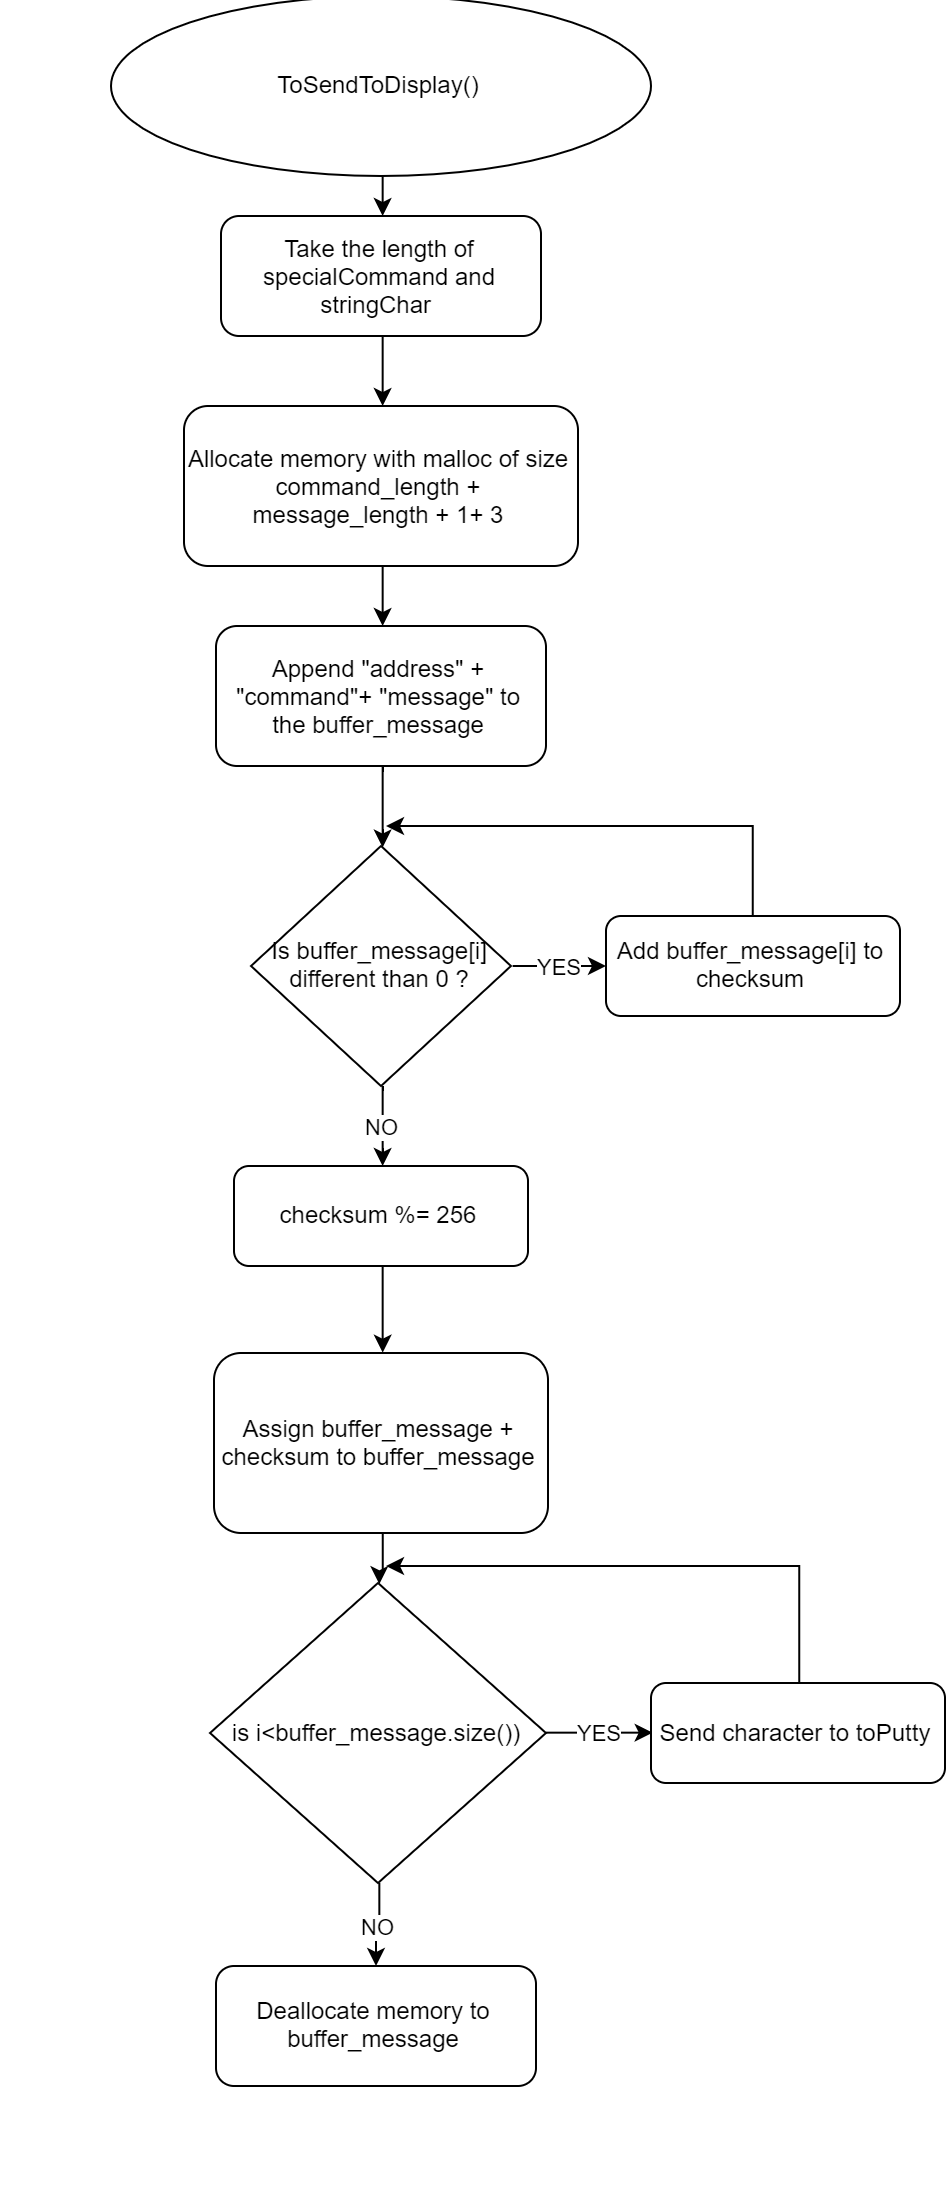 ToSendToDisplay()
Take the length of
specialCommand and
stringChar
Allocate memory with malloc of size
command_length +
message_length + 1+ 3
Append "address" +
"command"+ "message" to
the buffer_message
Is buffer_message[i]
different than 0 ?
YES
Add buffer_message[i] to
checksum
NO
checksum %= 256
Assign buffer_message +
checksum to buffer_message
is i<buffer_message.size())
YES
Send character to toPutty
NO
Deallocate memory to
buffer_message